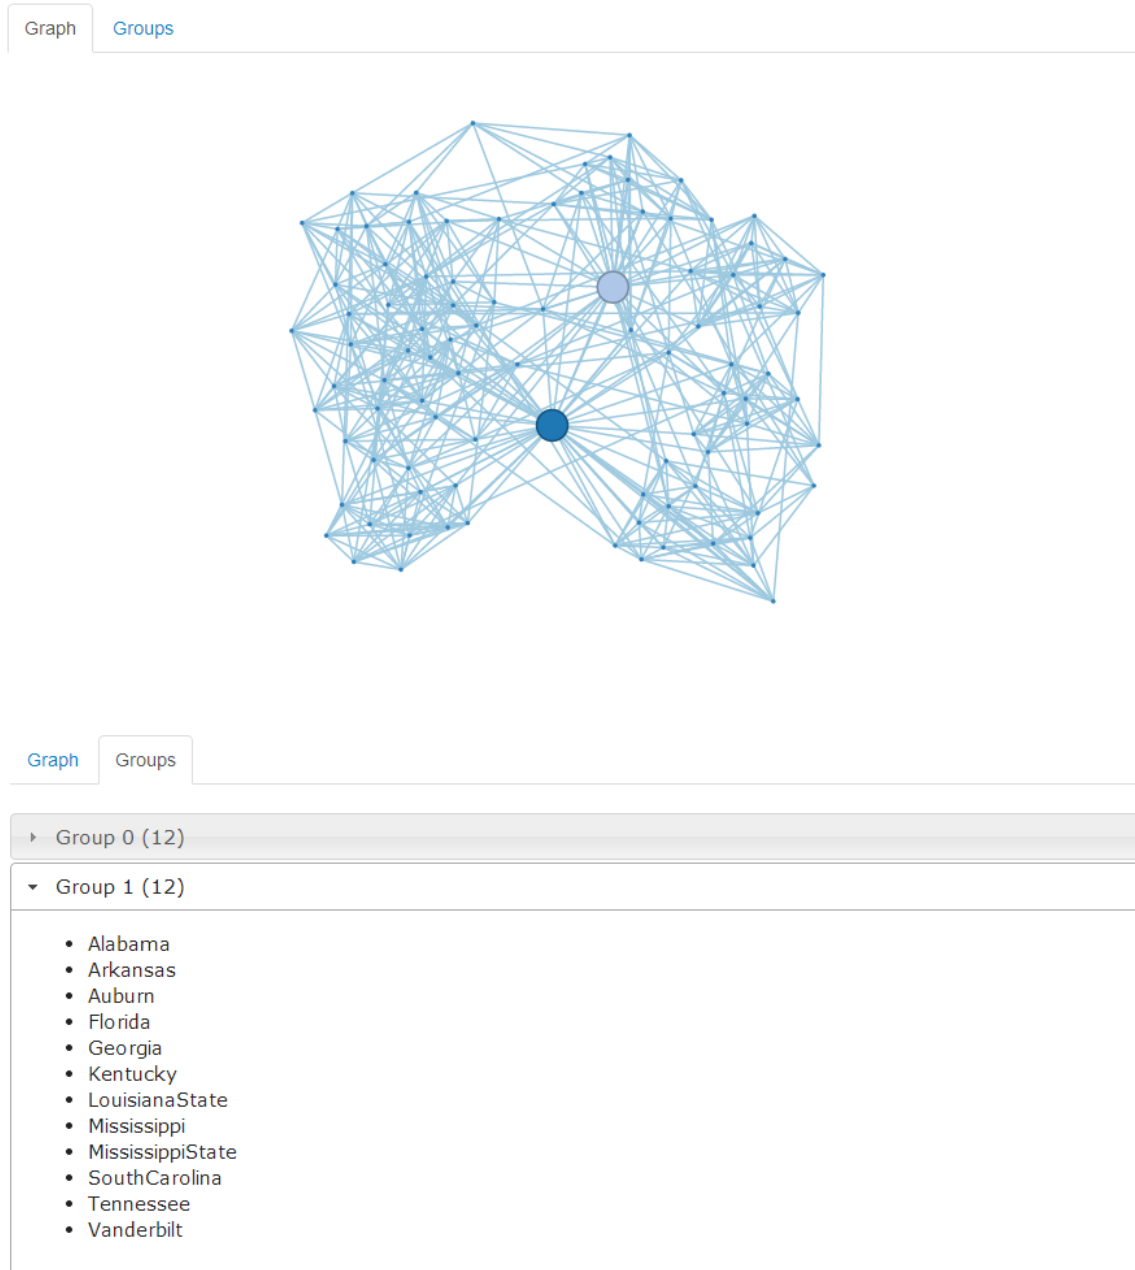 Graph Groups
Graph Groups
Group 0 (12)
Group 1 (12)
Alabama
Arkansas
Auburn
Florida
Georgia
Kentucky
LouisianaState
Mississippi
MississippiState
SouthCarolina
Tennessee
Vanderbilt